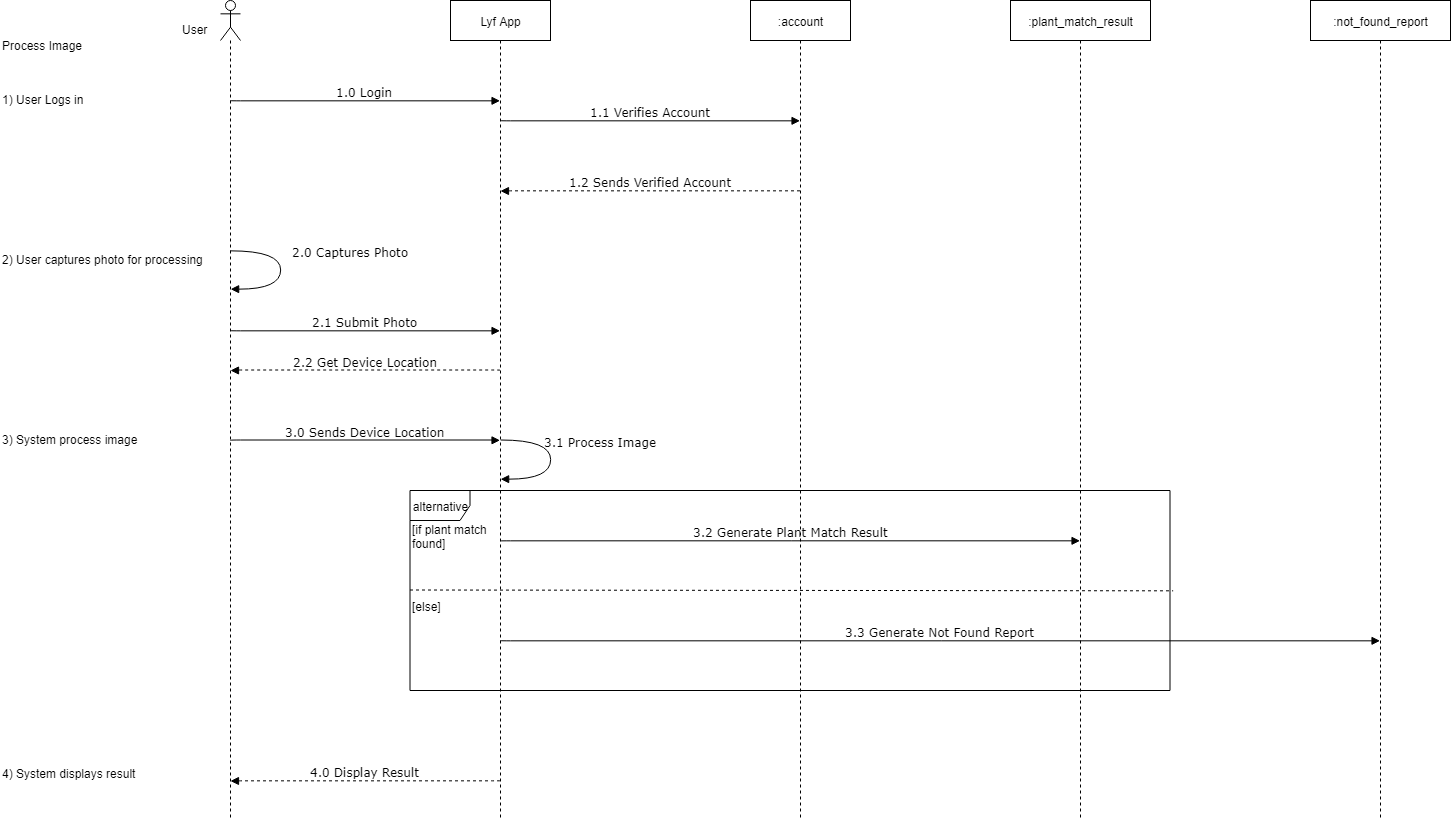 User
Lyf App
:account
:plant_match_result
:not_found_report
Process Image
1) User Logs in
1.0 Login
1.1 Verifies Account
1.2 Sends Verified Account
2) User captures photo for processing
2.0 Captures Photo
2.1 Submit Photo
2.2 Get Device Location
3) System process image
3.0 Sends Device Location
3.1 Process Image
alternative
[if plant match
found]
3.2 Generate Plant Match Result
[else]
3.3 Generate Not Found Report
4) System displays result
4.0 Display Result